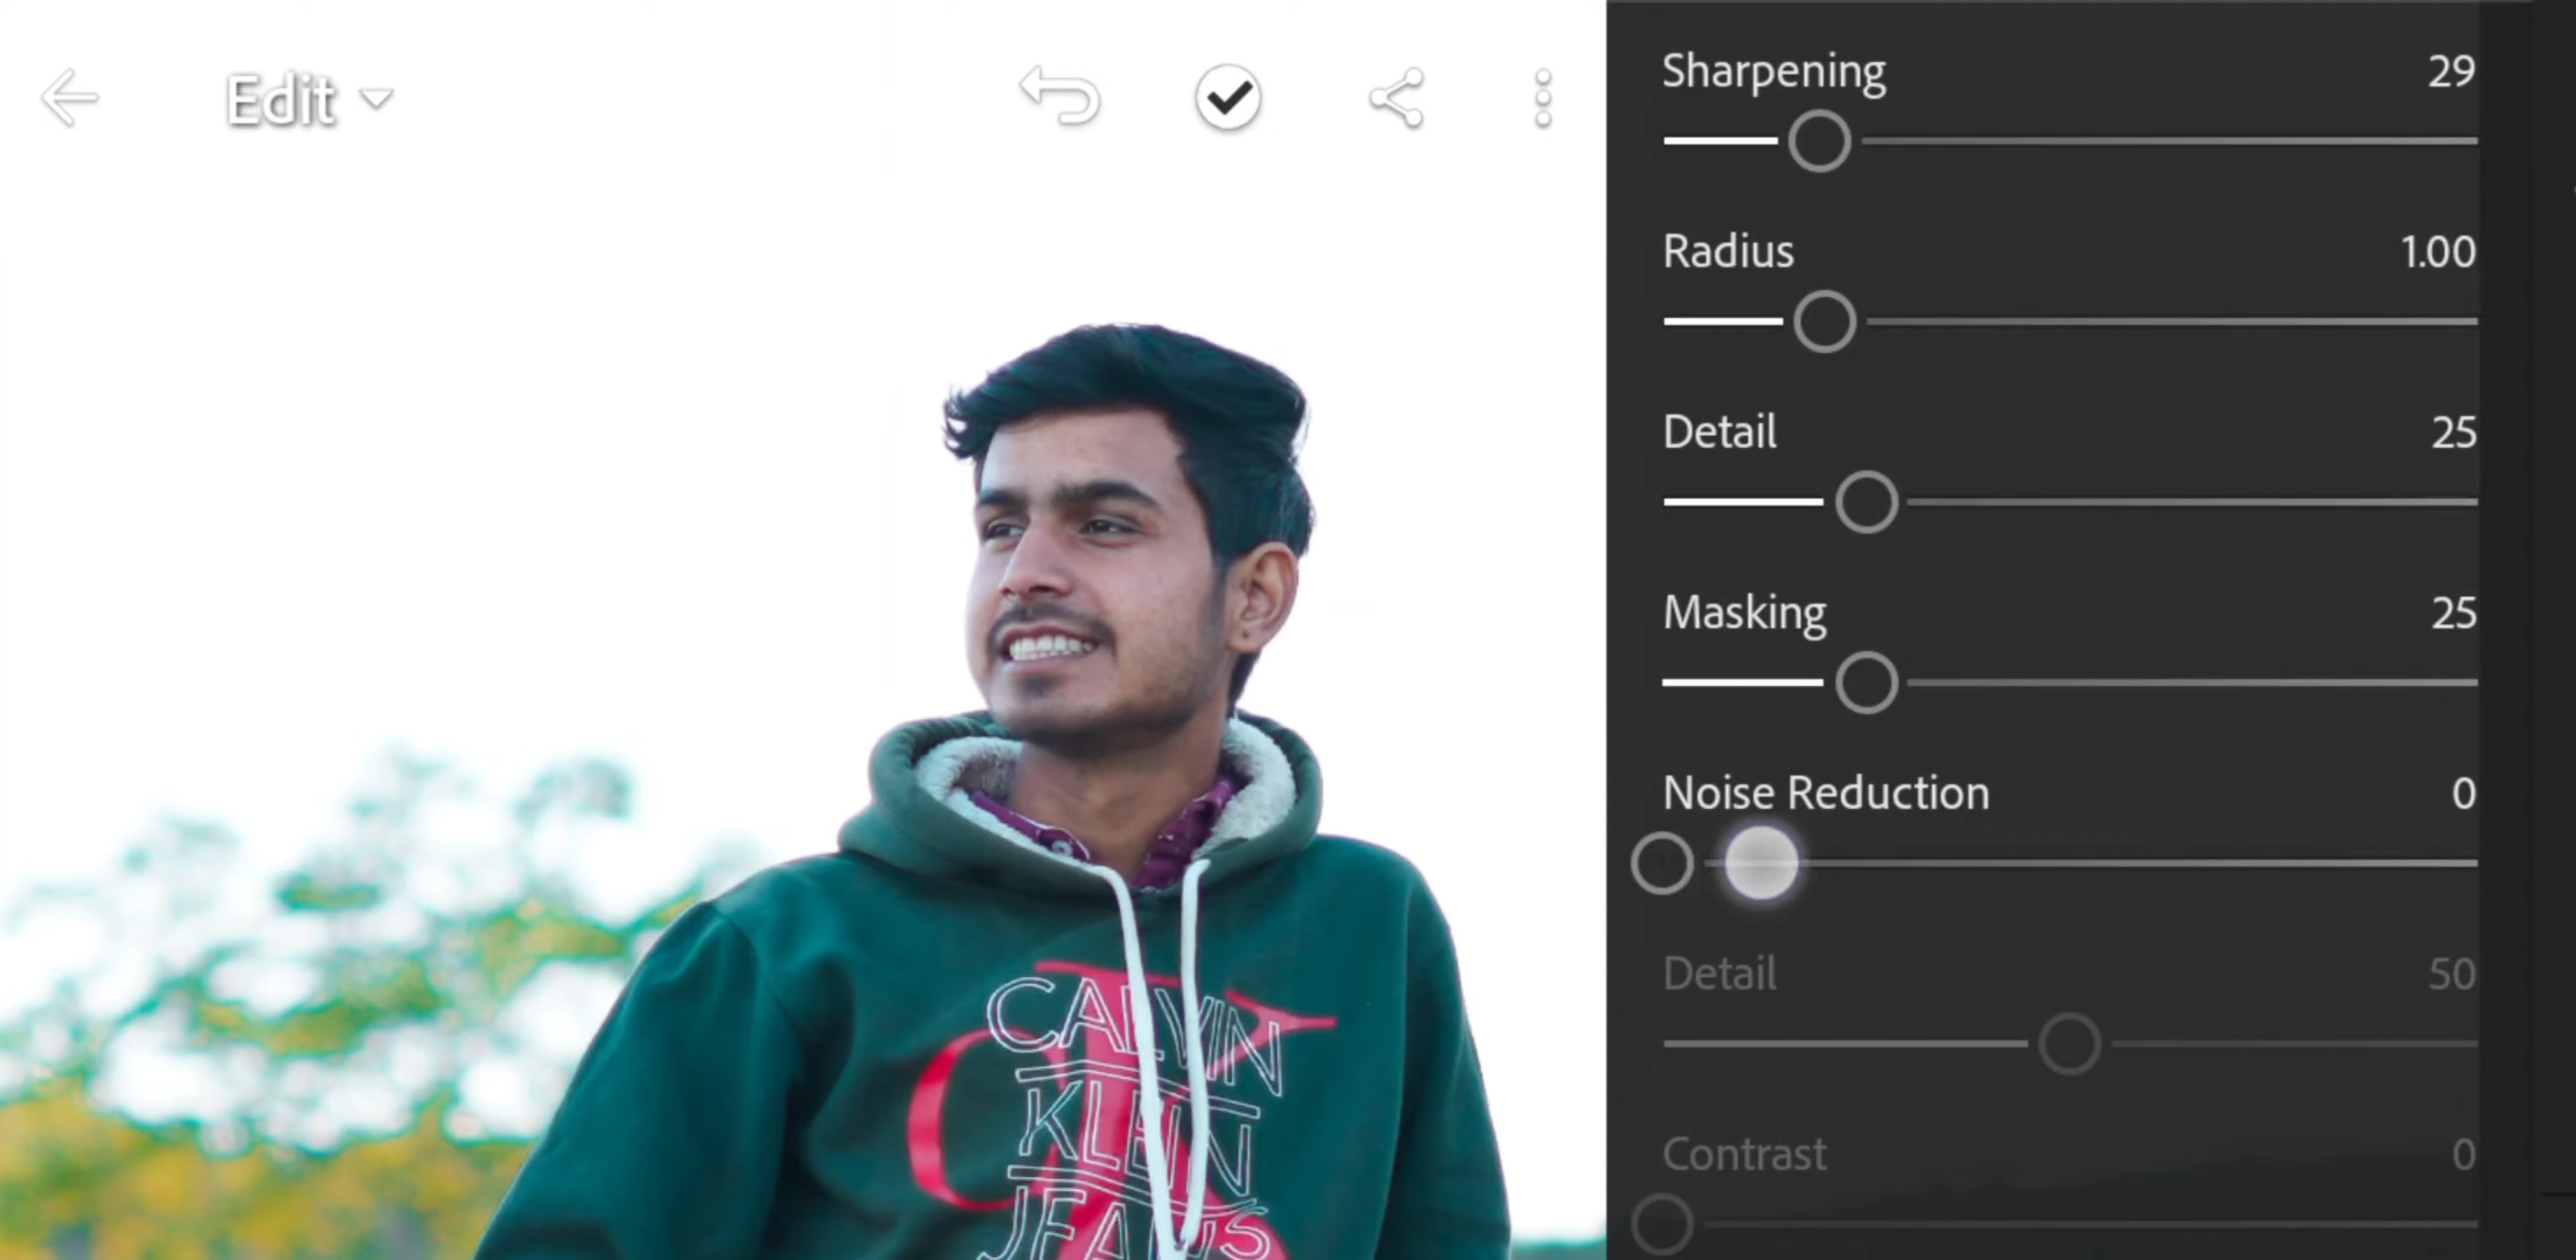 Edit
Sharpening 29
Radius 1.00
Detail 25
Masking 25
Noise Reduction 0
Detail 50
Contrast 0
CALVIN
KLEIN
JEANS